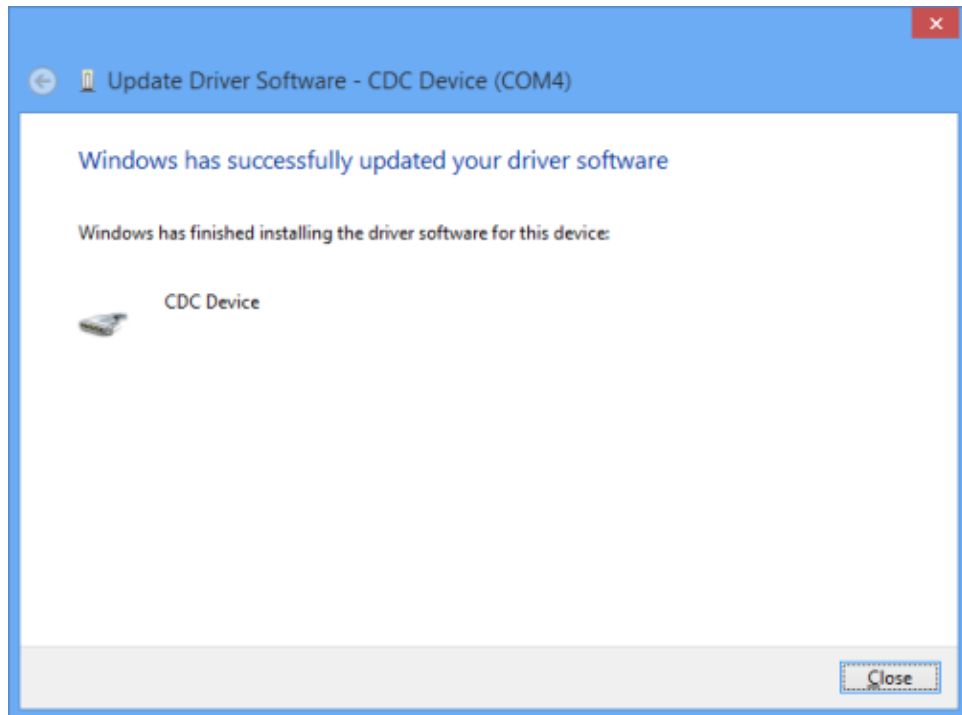 Update Driver Software - CDC Device (COM4)
Windows has successfully updated your driver software
Windows has finished installing the driver software for this device:
CDC Device
Close